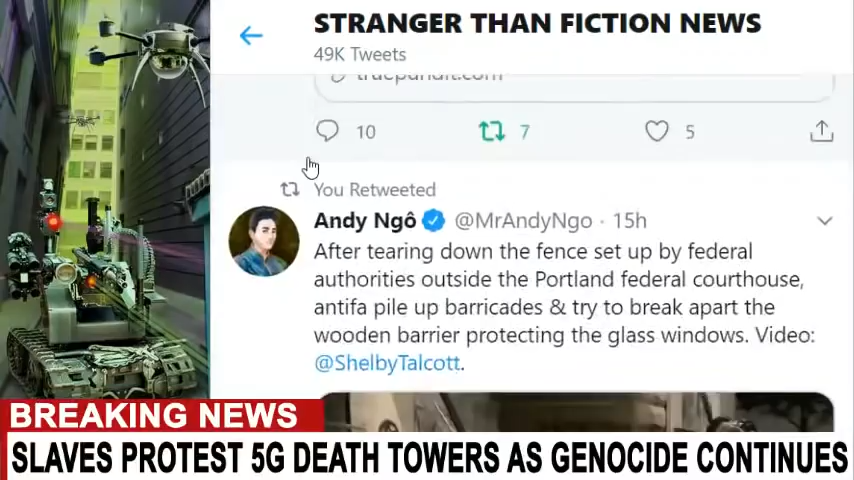 STRANGER THAN FICTION NEWS
49K Tweets
truepundit.com
10 7 5
You Retweeted
Andy Ngô @MrAndyNgo · 15h
After tearing down the fence set up by federal
authorities outside the Portland federal courthouse,
antifa pile up barricades & try to break apart the
wooden barrier protecting the glass windows. Video:
@ShelbyTalcott.
BREAKING NEWS
SLAVES PROTEST 5G DEATH TOWERS AS GENOCIDE CONTINUES